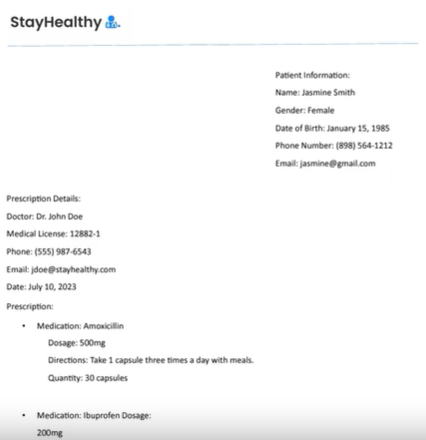 StayHealthy
Patient Information:
Name: Jasmine Smith
Gender: Female
Date of Birth: January 15, 1985
Phone Number: (898) 564-1212
Email: jasmine@gmail.com
Prescription Details:
Doctor: Dr. John Doe
Medical License: 12882-1
Phone: (555) 987-6543
Email: jdoe@stayhealthy.com
Date: July 10, 2023
Prescription:
• Medication: Amoxicillin
Dosage: 500mg
Directions: Take 1 capsule three times a day with meals.
Quantity: 30 capsules
• Medication: Ibuprofen Dosage:
200mg